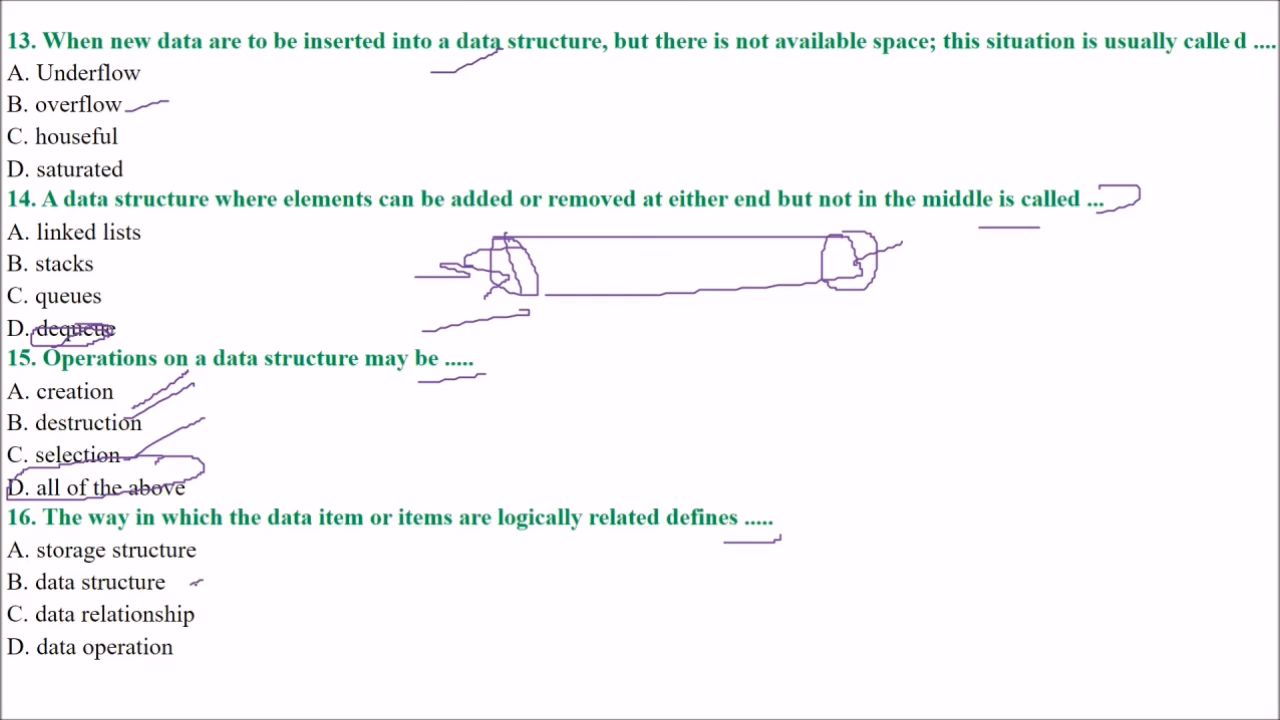 13. When new data are to be inserted into a data structure, but there is not available space; this situation is usually called ....
A. Underflow
B. overflow
C. houseful
D. saturated
14. A data structure where elements can be added or removed at either end but not in the middle is called ...
A. linked lists
B. stacks
C. queues
D. dequeue
15. Operations on a data structure may be .....
A. creation
B. destruction
C. selection
D. all of the above
16. The way in which the data item or items are logically related defines .....
A. storage structure
B. data structure
C. data relationship
D. data operation